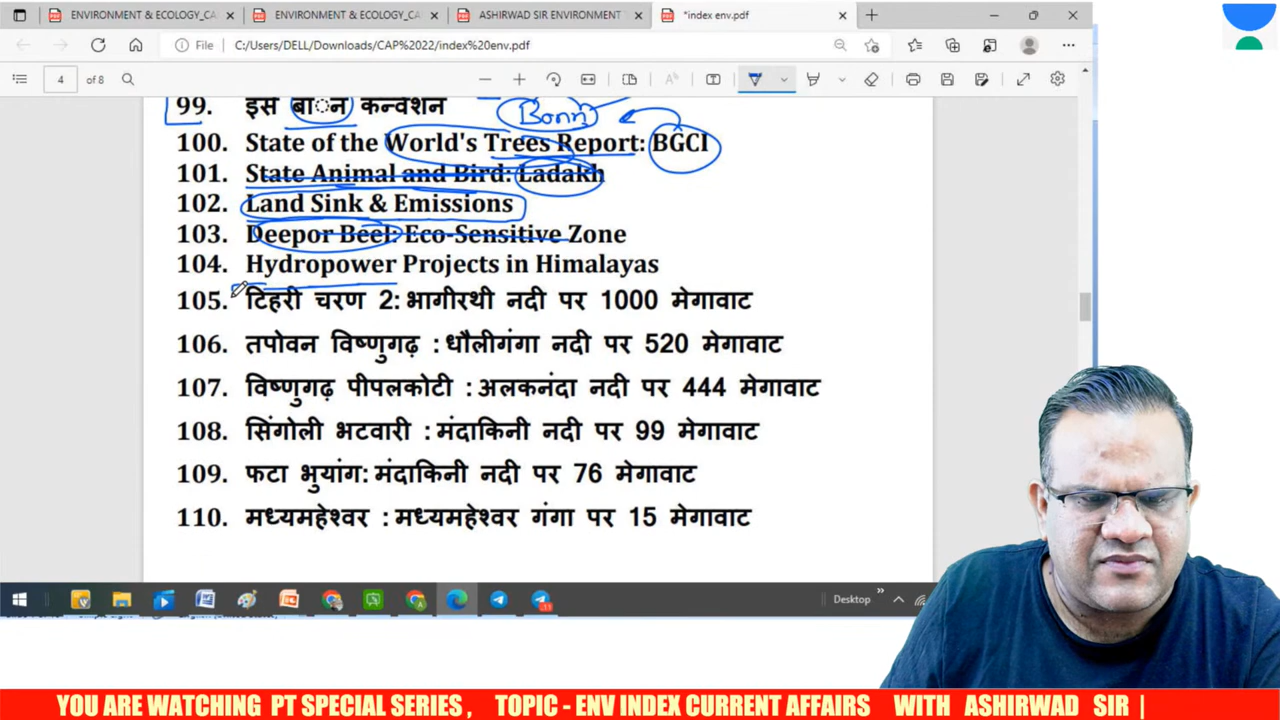 ENVIRONMENT & ECOLOGY_CA
ENVIRONMENT & ECOLOGY_CA
ASHIRWAD SIR ENVIRONMENT
*index env.pdf
File
C:/Users/DELL/Downloads/CAP%2022/index%20env.pdf
4 of 8
99. इसे बाॅन कन्वेंशन
Bonn
100. State of the World's Trees Report: BGCI
101. State Animal and Bird: Ladakh
102. Land Sink & Emissions
103. Deepor Beel: Eco-Sensitive Zone
104. Hydropower Projects in Himalayas
105. टिहरी चरण 2: भागीरथी नदी पर 1000 मेगावाट
106. तपोवन विष्णुगढ़ : धौलीगंगा नदी पर 520 मेगावाट
107. विष्णुगढ़ पीपलकोटी : अलकनंदा नदी पर 444 मेगावाट
108. सिंगोली भटवारी : मंदाकिनी नदी पर 99 मेगावाट
109. फटा भुयांग: मंदाकिनी नदी पर 76 मेगावाट
110. मध्यमहेश्वर : मध्यमहेश्वर गंगा पर 15 मेगावाट
Desktop
YOU ARE WATCHING PT SPECIAL SERIES , TOPIC - ENV INDEX CURRENT AFFAIRS WITH ASHIRWAD SIR |